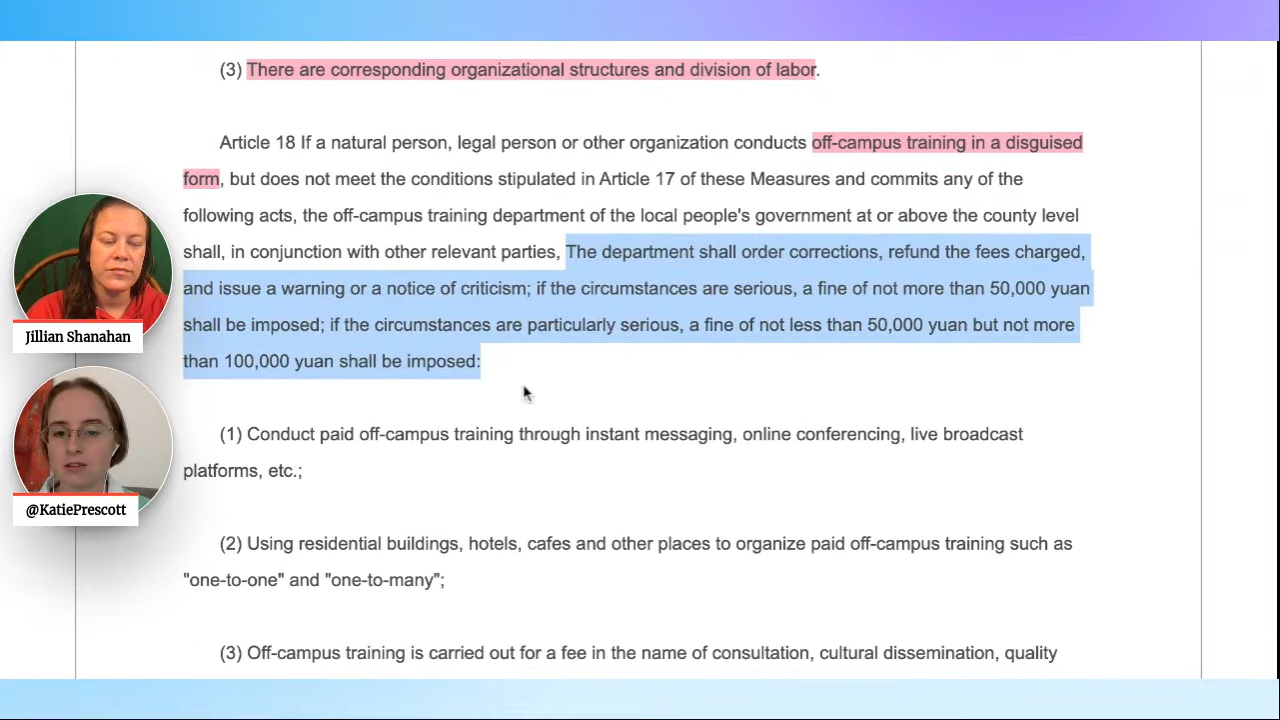 (3) There are corresponding organizational structures and division of labor.
Article 18 If a natural person, legal person or other organization conducts off-campus training in a disguised
form, but does not meet the conditions stipulated in Article 17 of these Measures and commits any of the
following acts, the off-campus training department of the local people's government at or above the county level
shall, in conjunction with other relevant parties, The department shall order corrections, refund the fees charged,
and issue a warning or a notice of criticism; if the circumstances are serious, a fine of not more than 50,000 yuan
shall be imposed; if the circumstances are particularly serious, a fine of not less than 50,000 yuan but not more
than 100,000 yuan shall be imposed:
(1) Conduct paid off-campus training through instant messaging, online conferencing, live broadcast
platforms, etc.;
(2) Using residential buildings, hotels, cafes and other places to organize paid off-campus training such as
"one-to-one" and "one-to-many";
(3) Off-campus training is carried out for a fee in the name of consultation, cultural dissemination, quality
Jillian Shanahan
@KatiePrescott